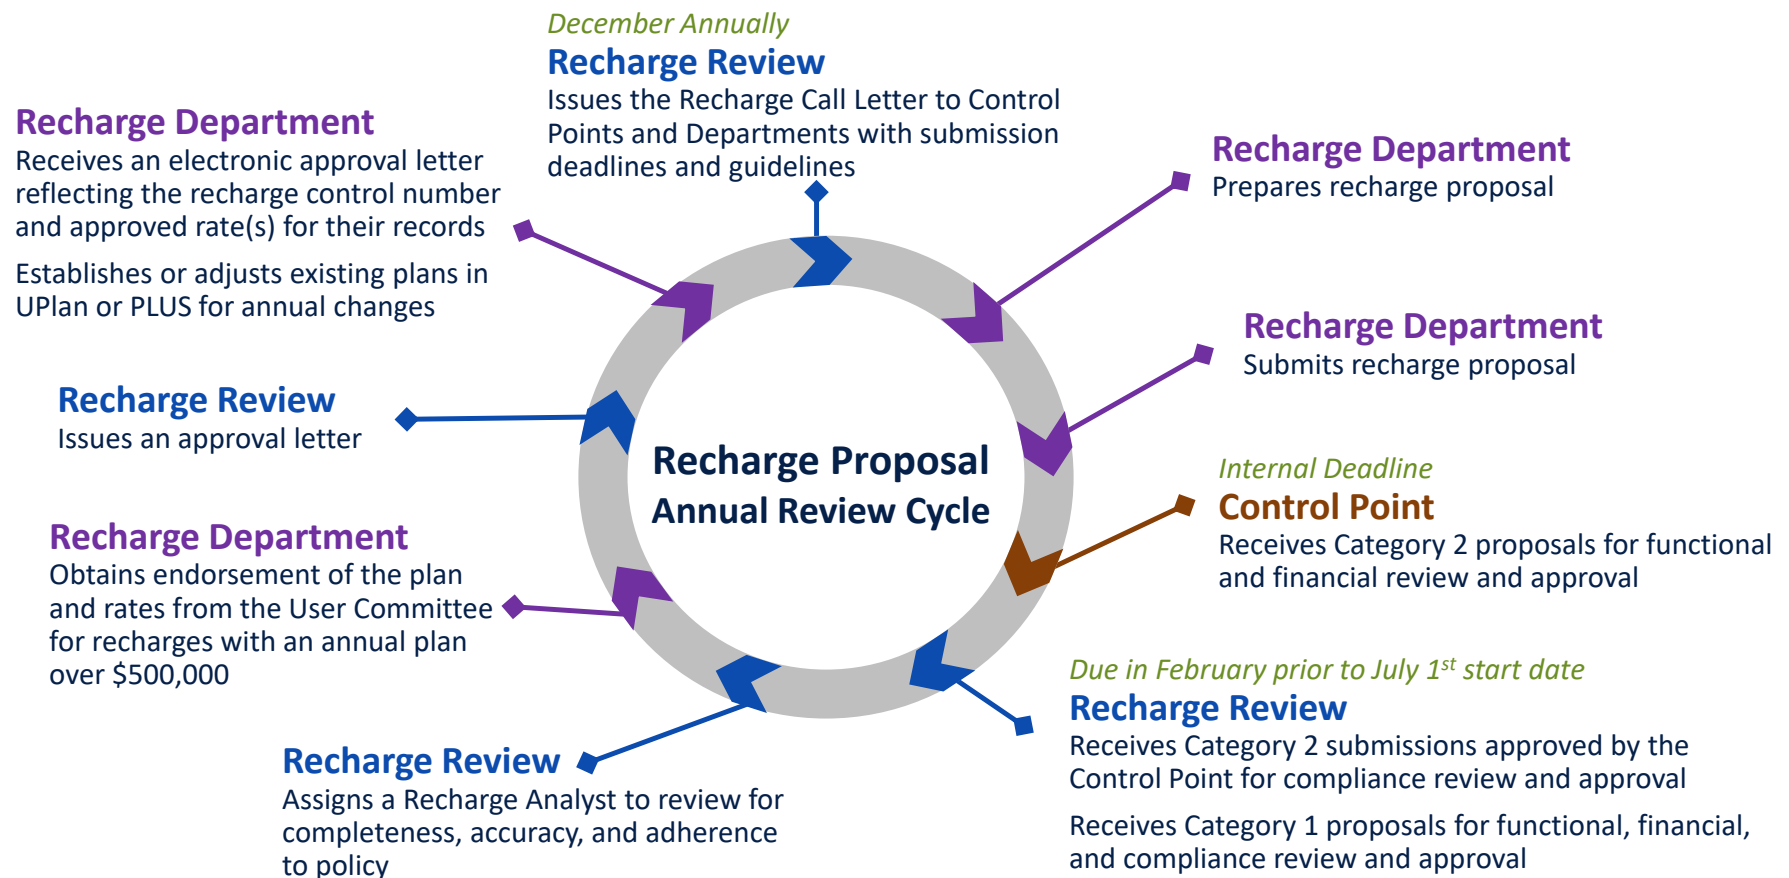 December Annually
Recharge Review
Issues the Recharge Call Letter to Control
Points and Departments with submission
deadlines and guidelines
Recharge Department
Prepares recharge proposal
Recharge Department
Submits recharge proposal
Internal Deadline
Control Point
Receives Category 2 proposals for functional
and financial review and approval
Due in February prior to July 1st start date
Recharge Review
Receives Category 2 submissions approved by the
Control Point for compliance review and approval
Receives Category 1 proposals for functional, financial,
and compliance review and approval
Recharge Review
Assigns a Recharge Analyst to review for
completeness, accuracy, and adherence
to policy
Recharge Department
Obtains endorsement of the plan
and rates from the User Committee
for recharges with an annual plan
over $500,000
Recharge Review
Issues an approval letter
Recharge Department
Receives an electronic approval letter
reflecting the recharge control number
and approved rate(s) for their records
Establishes or adjusts existing plans in
UPlan or PLUS for annual changes
Recharge Proposal
Annual Review Cycle